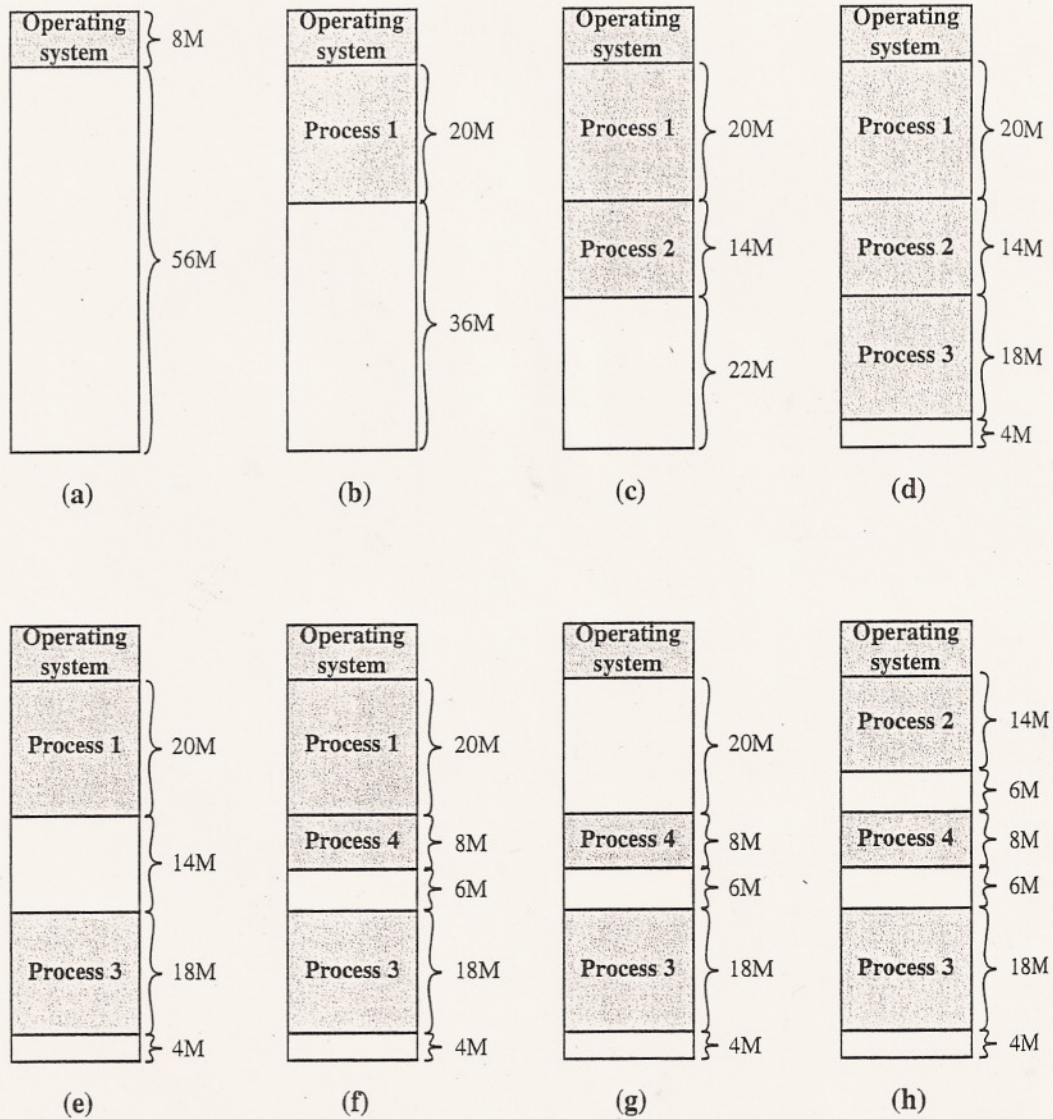 Operating
system
8M
56M
(a)
Operating
system
Process 1
20M
36M
(b)
Operating
system
Process 1
20M
Process 2
14M
22M
(c)
Operating
system
Process 1
20M
Process 2
14M
Process 3
18M
4M
(d)
Operating
system
Process 1
20M
14M
Process 3
18M
4M
(e)
Operating
system
Process 1
20M
Process 4
8M
6M
Process 3
18M
4M
(f)
Operating
system
20M
Process 4
8M
6M
Process 3
18M
4M
(g)
Operating
system
Process 2
14M
6M
Process 4
8M
6M
Process 3
18M
4M
(h)